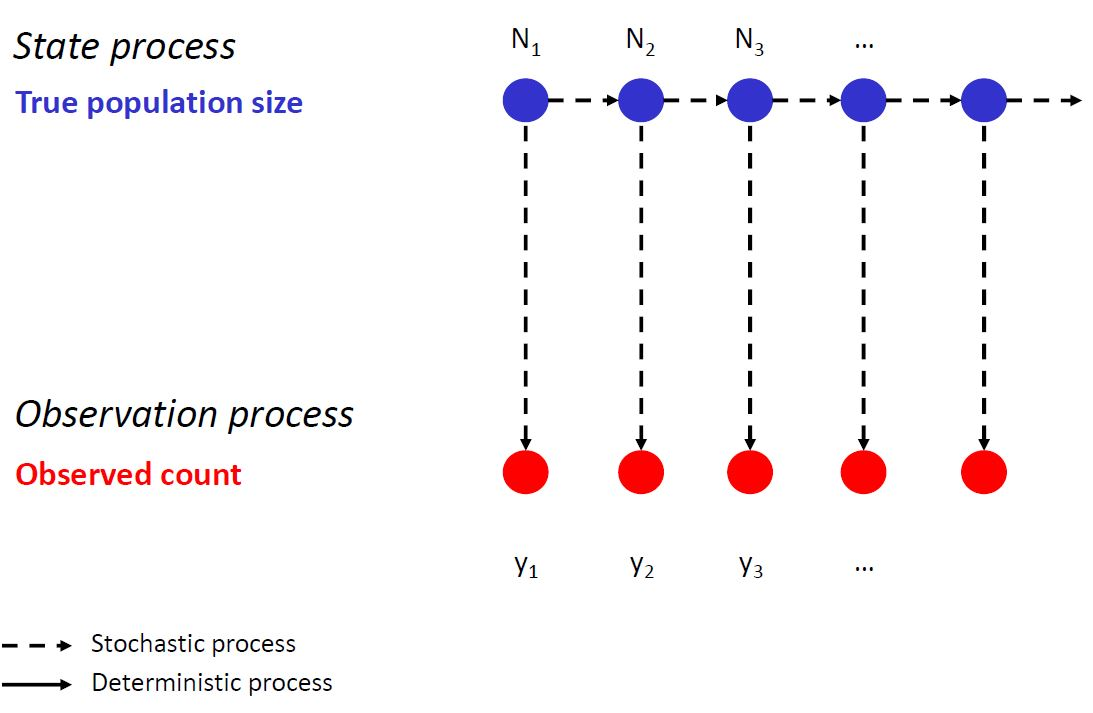 State process
N1 N2 N3 ...
True population size
Observation process
Observed count
y1 y2 y3 ...
Stochastic process
Deterministic process